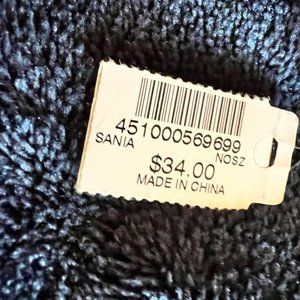 451000569699
SANIA NOSZ
$34.00
MADE IN CHINA